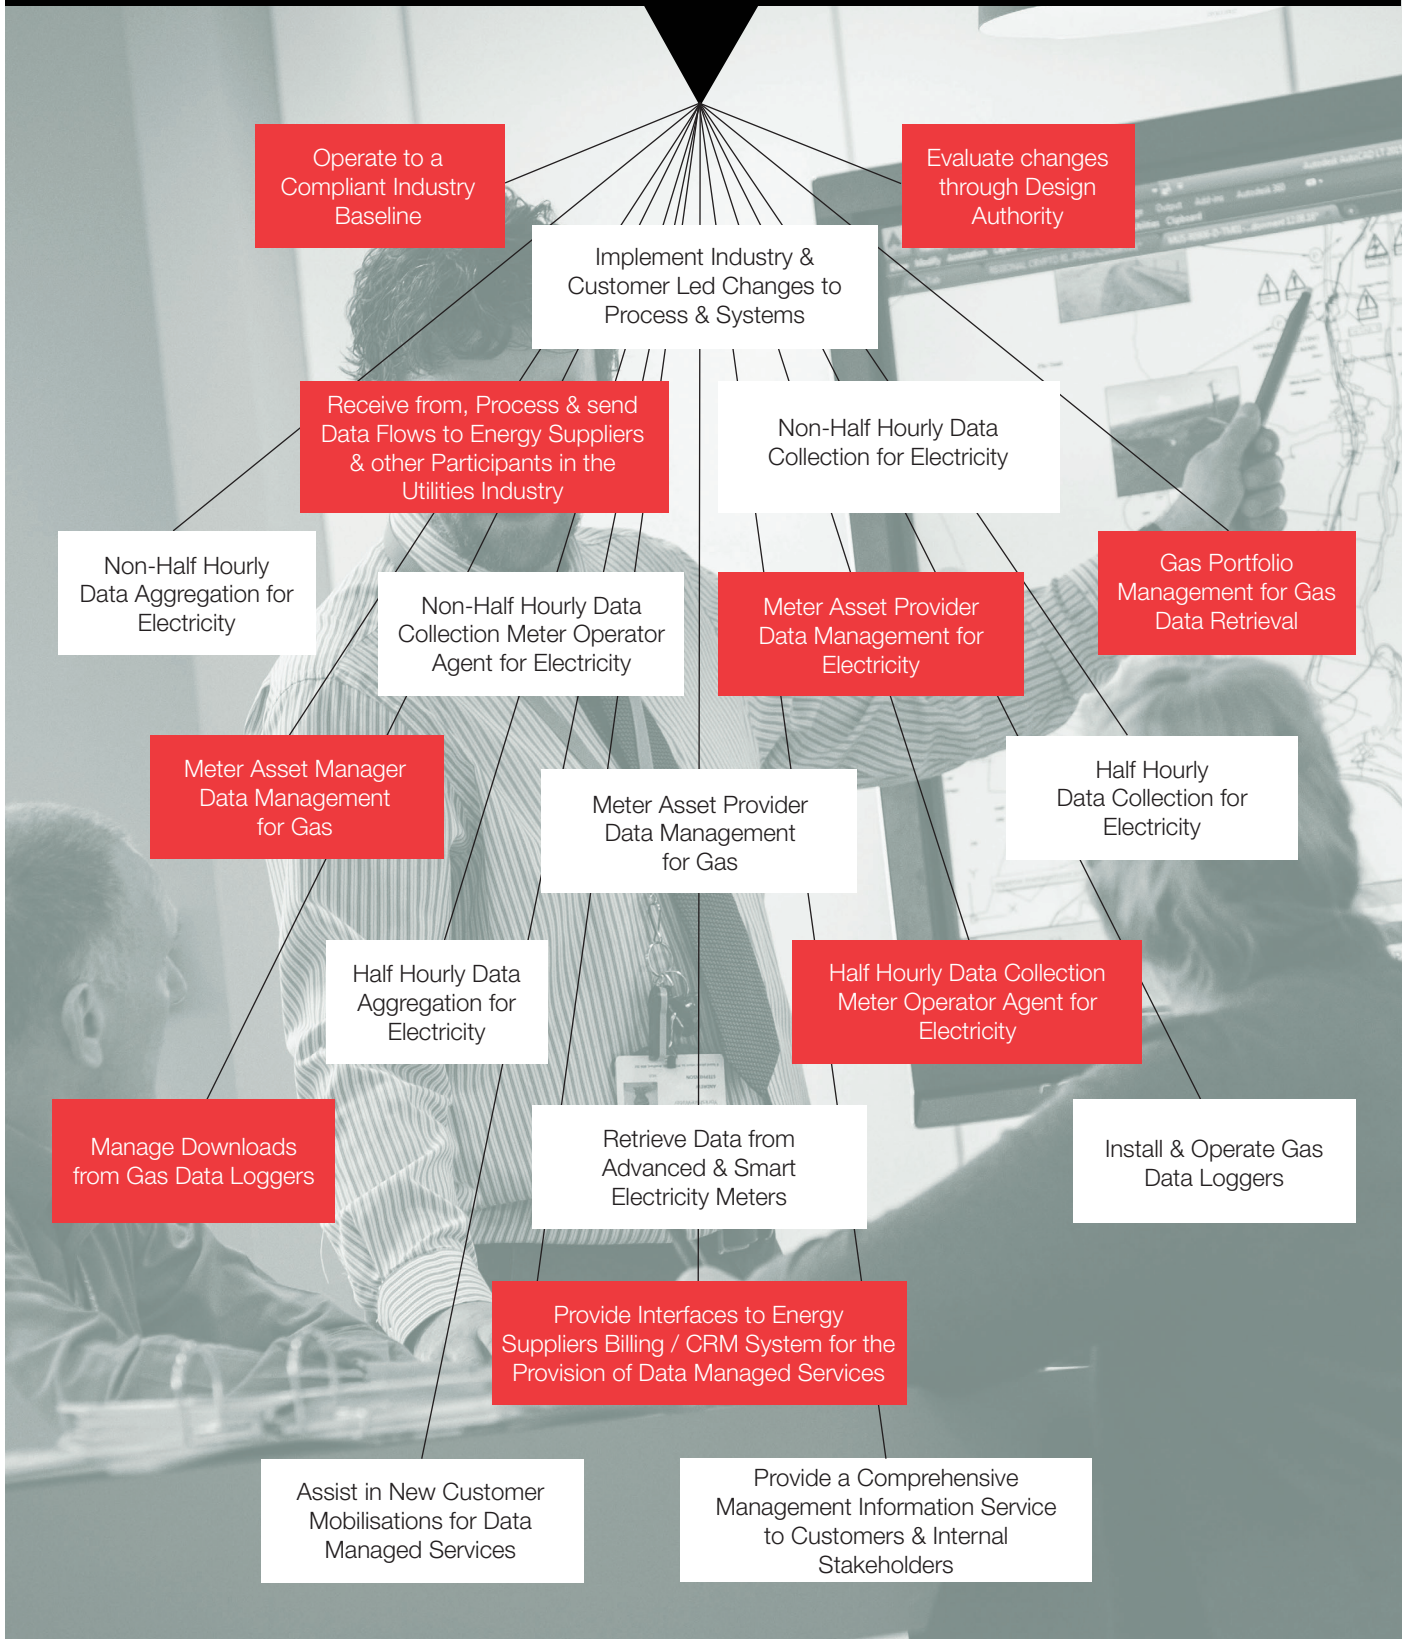 Operate to a
Compliant Industry
Baseline
Evaluate changes
through Design
Authority
Implement Industry &
Customer Led Changes to
Process & Systems
Receive from, Process & send
Data Flows to Energy Suppliers
& other Participants in the
Utilities Industry
Non-Half Hourly Data
Collection for Electricity
Non-Half Hourly
Data Aggregation for
Electricity
Non-Half Hourly Data
Collection Meter Operator
Agent for Electricity
Meter Asset Provider
Data Management for
Electricity
Gas Portfolio
Management for Gas
Data Retrieval
Meter Asset Manager
Data Management
for Gas
Meter Asset Provider
Data Management
for Gas
Half Hourly
Data Collection for
Electricity
Half Hourly Data
Aggregation for
Electricity
Half Hourly Data Collection
Meter Operator Agent for
Electricity
Manage Downloads
from Gas Data Loggers
Retrieve Data from
Advanced & Smart
Electricity Meters
Install & Operate Gas
Data Loggers
Provide Interfaces to Energy
Suppliers Billing / CRM System for the
Provision of Data Managed Services
Assist in New Customer
Mobilisations for Data
Managed Services
Provide a Comprehensive
Management Information Service
to Customers & Internal
Stakeholders